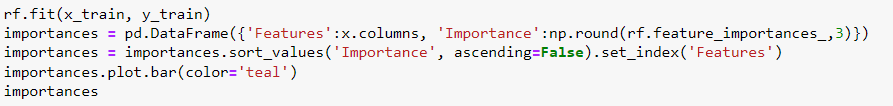 rf.fit(x_train, y_train)
importances = pd.DataFrame({'Features':x.columns, 'Importance':np.round(rf.feature_importances_,3)})
importances = importances.sort_values('Importance', ascending=False).set_index('Features')
importances.plot.bar(color='teal')
importances